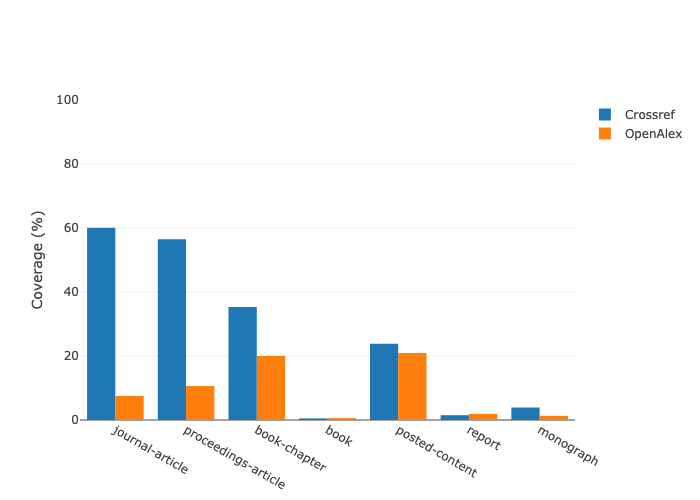 100
80
60
40
20
0
Coverage (%)
journal-article
proceedings-article
book-chapter
book
posted-content
report
monograph
Crossref
OpenAlex